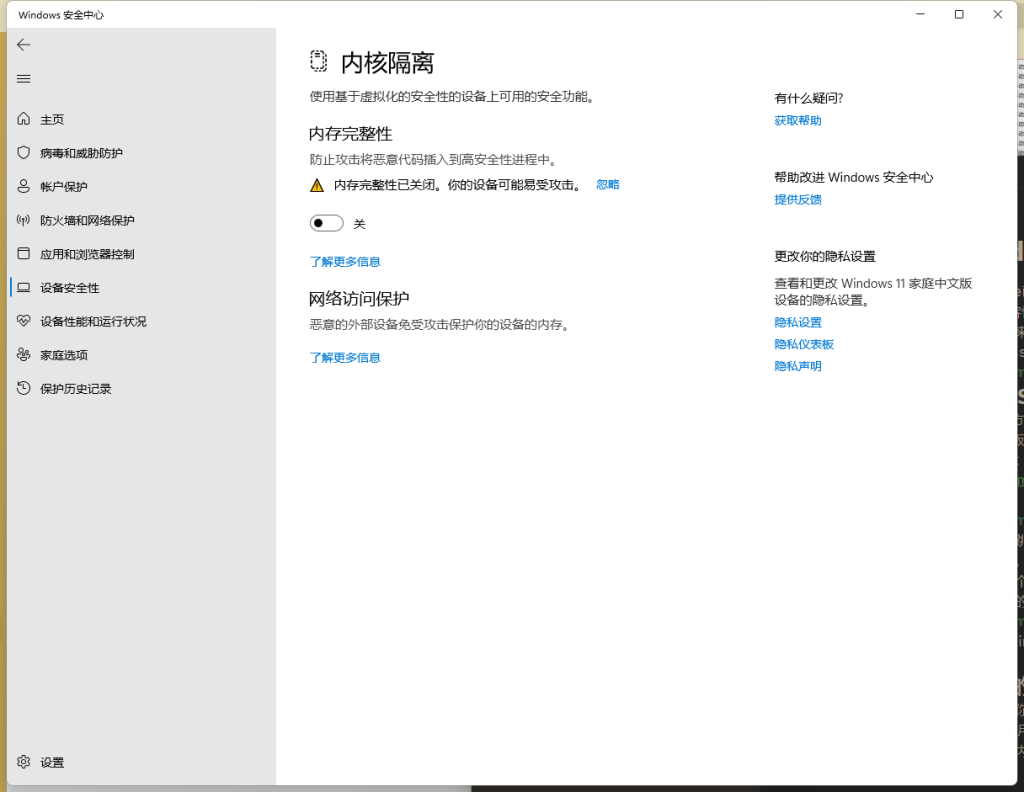 Windows 安全中心
主页
病毒和威胁防护
帐户保护
防火墙和网络保护
应用和浏览器控制
设备安全性
设备性能和运行状况
家庭选项
保护历史记录
设置
内核隔离
使用基于虚拟化的安全性的设备上可用的安全功能。
内存完整性
防止攻击将恶意代码插入到高安全性进程中。
内存完整性已关闭。你的设备可能易受攻击。 忽略
关
了解更多信息
网络访问保护
恶意的外部设备免受攻击保护你的设备的内存。
了解更多信息
有什么疑问?
获取帮助
帮助改进 Windows 安全中心
提供反馈
更改你的隐私设置
查看和更改 Windows 11 家庭中文版
设备的隐私设置。
隐私设置
隐私仪表板
隐私声明